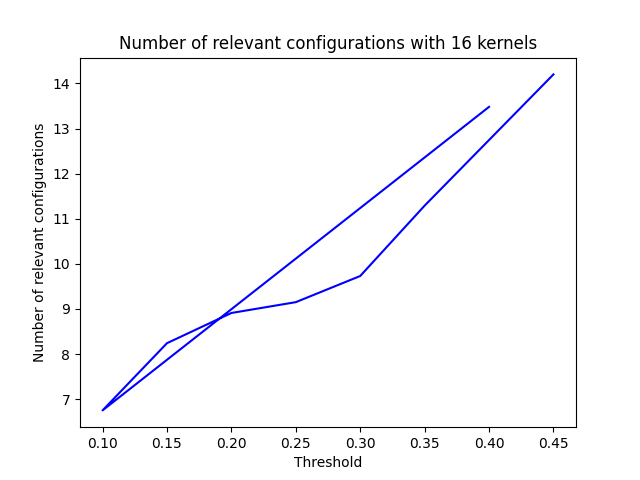 Number of relevant configurations with 16 kernels
Number of relevant configurations
14
13
12
11
10
9
8
7
0.10 0.15 0.20 0.25 0.30 0.35 0.40 0.45
Threshold